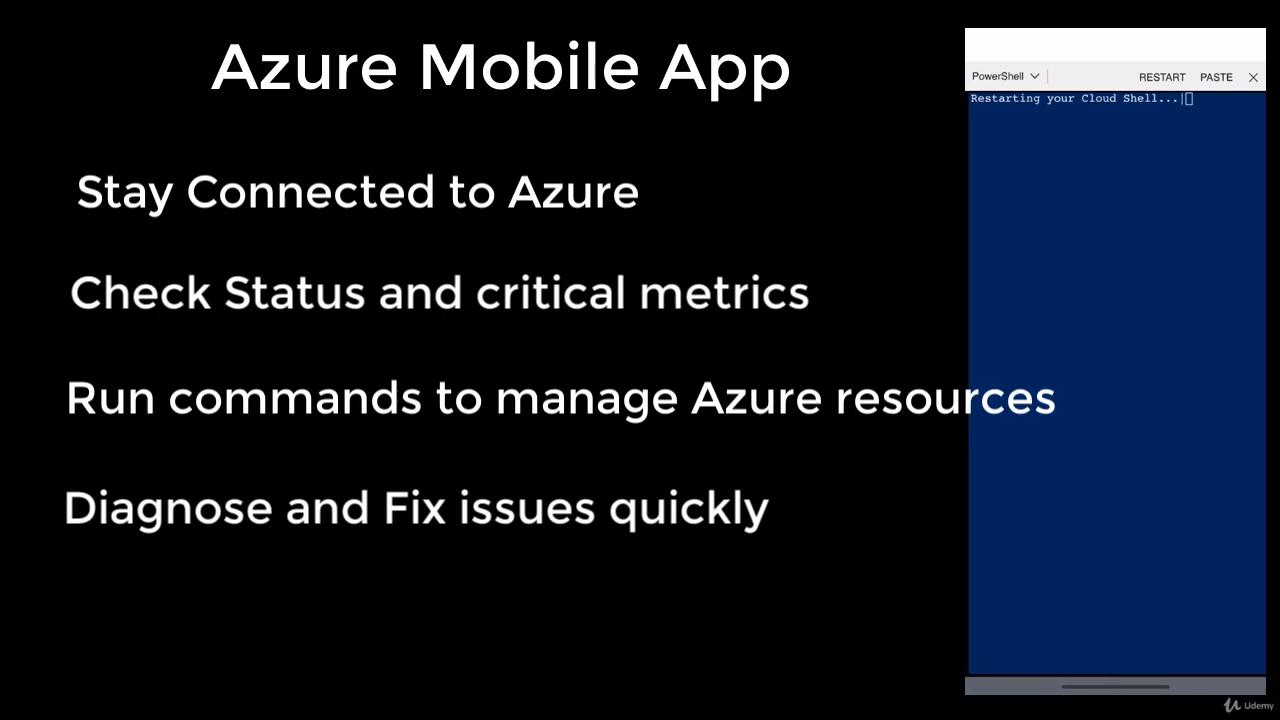 Azure Mobile App
Stay Connected to Azure
Check Status and critical metrics
Run commands to manage Azure resources
Diagnose and Fix issues quickly
PowerShell RESTART PASTE
Restarting your Cloud Shell...
Udemy